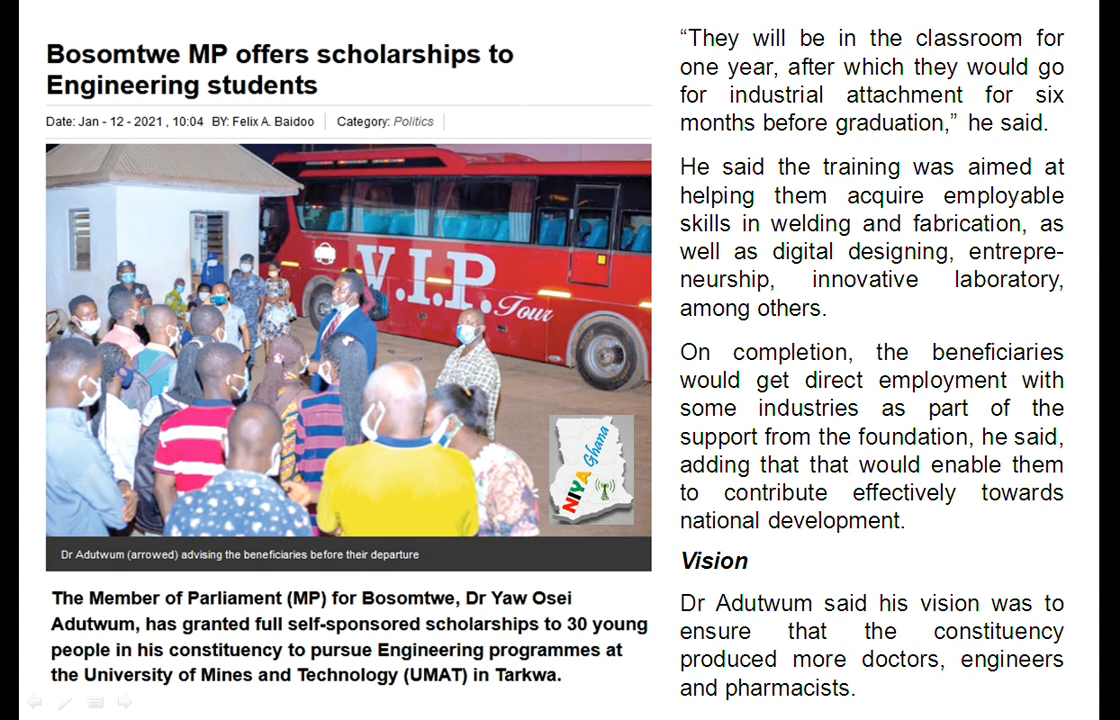 Bosomtwe MP offers scholarships to
Engineering students
Date: Jan - 12 - 2021 , 10:04 BY: Felix A. Baidoo Category: Politics
V.I.P. Tour
NIYA Ghana
Dr Adutwum (arrowed) advising the beneficiaries before their departure
The Member of Parliament (MP) for Bosomtwe, Dr Yaw Osei
Adutwum, has granted full self-sponsored scholarships to 30 young
people in his constituency to pursue Engineering programmes at
the University of Mines and Technology (UMAT) in Tarkwa.
“They will be in the classroom for
one year, after which they would go
for industrial attachment for six
months before graduation,” he said.
He said the training was aimed at
helping them acquire employable
skills in welding and fabrication, as
well as digital designing, entrepre-
neurship, innovative laboratory,
among others.
On completion, the beneficiaries
would get direct employment with
some industries as part of the
support from the foundation, he said,
adding that that would enable them
to contribute effectively towards
national development.
Vision
Dr Adutwum said his vision was to
ensure that the constituency
produced more doctors, engineers
and pharmacists.